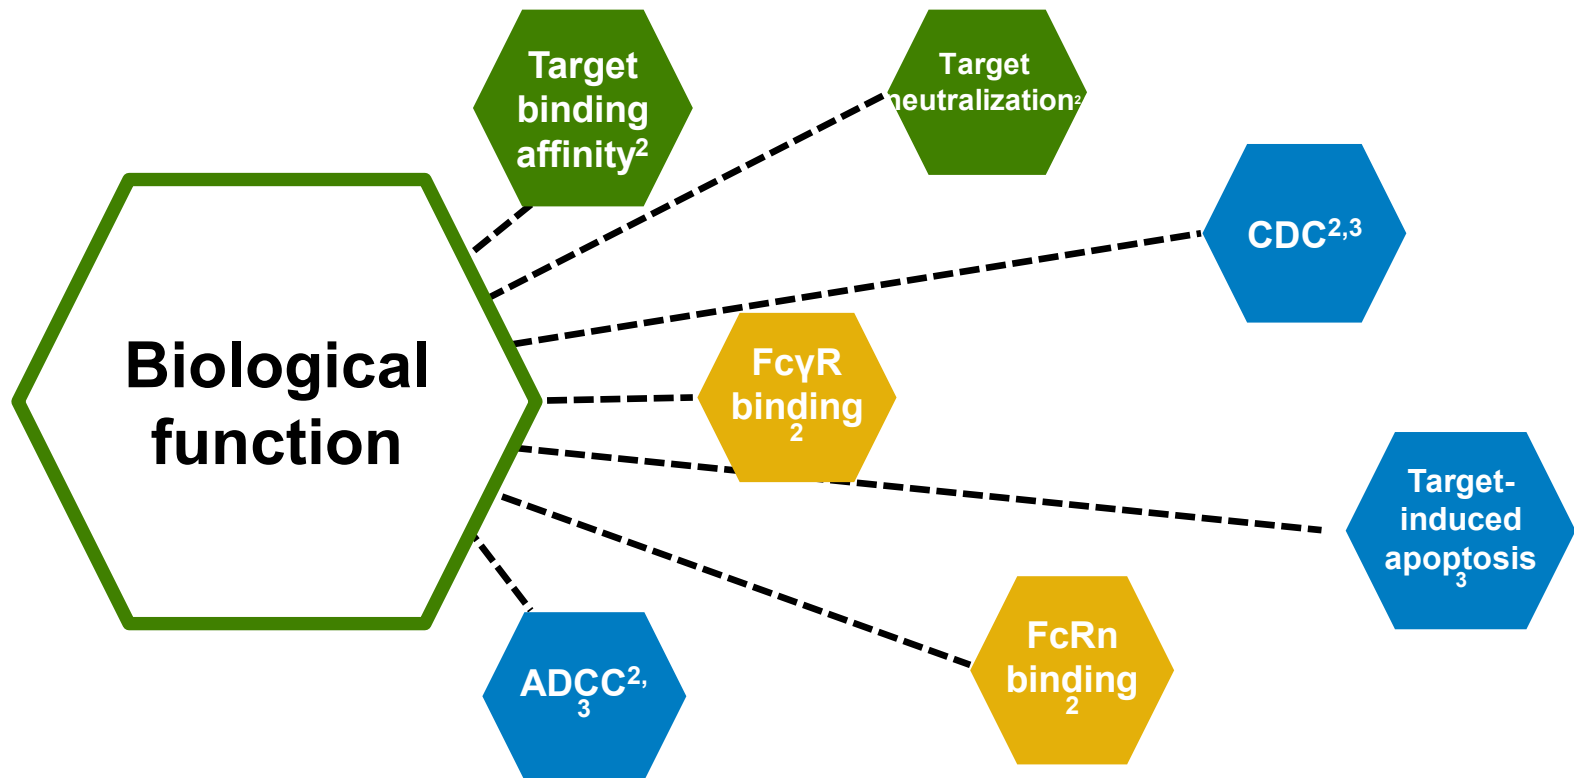 Target
binding
affinity²
Target
neutralization²
CDC²,³
Biological
function
FcγR
binding
²
Target-
induced
apoptosis
³
FcRn
binding
²
ADCC²,
³